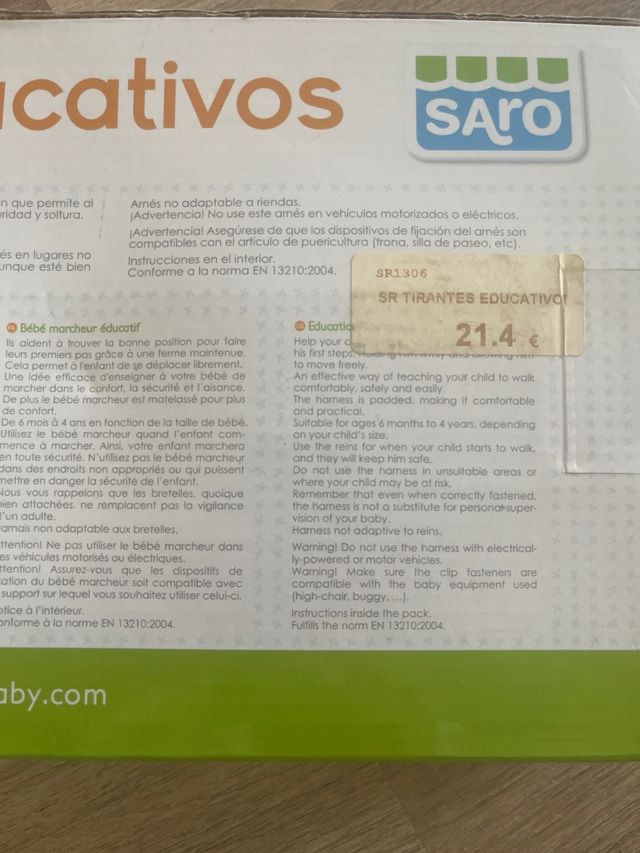 ucativos
SAro
n que permite al
ridad y soltura.
és en lugares no
unque esté bien
Arnés no adaptable a riendas.
¡Advertencia! No use este arnés en vehículos motorizados o eléctricos.
¡Advertencia! Asegúrese de que los dispositivos de fijación del arnés son
compatibles con el artículo de puericultura (trona, silla de paseo, etc).
Instrucciones en el interior.
Conforme a la norma EN 13210:2004.
SR1306
SR TIRANTES EDUCATIVO
21.4 €
FR Bébé marcheur éducatif
Ils aident à trouver la bonne position pour faire
leurs premiers pas grâce à une ferme maintenue.
Cela permet à l'enfant de se déplacer librement.
Une idée efficace d'enseigner à votre bébé de
marcher dans le confort, la sécurité et l'aisance.
De plus le bébé marcheur est matelassé pour plus
de confort.
De 6 mois à 4 ans en fonction de la taille de bébé.
Utilisez le bébé marcheur quand l'enfant com-
mence à marcher. Ainsi, votre enfant marchera
en toute sécurité. N'utilisez pas le bébé marcheur
dans des endroits non appropriés ou qui puissent
mettre en danger la sécurité de l'enfant.
Nous vous rappelons que les bretelles, quoique
bien attachées, ne remplacent pas la vigilance
d'un adulte.
Jamais non adaptable aux bretelles.
ttention! Ne pas utiliser le bébé marcheur dans
es véhicules motorisés ou électriques.
ttention! Assurez-vous que les dispositifs de
ation du bébé marcheur soit compatible avec
support sur lequel vous souhaitez utiliser celui-ci.
otice à l'intérieur.
onforme à la norme EN 13210:2004.
GB Educatio
Help your c
his first steps, holding him firmly and allowing him
to move freely.
An effective way of teaching your child to walk
comfortably, safely and easily.
The harness is padded, making it comfortable
and practical.
Suitable for ages 6 months to 4 years, depending
on your child's size.
Use the reins for when your child starts to walk,
and they will keep him safe.
Do not use the harness in unsuitable areas or
where your child may be at risk.
Remember that even when correctly fastened,
the harness is not a substitute for personal super-
vision of your baby.
Harness not adaptive to reins.
Warning! Do not use the harness with electrical-
ly-powered or motor vehicles.
Warning! Make sure the clip fasteners are
compatible with the baby equipment used
(high-chair, buggy, ...).
Instructions inside the pack.
Fulfills the norm EN 13210:2004.
aby.com